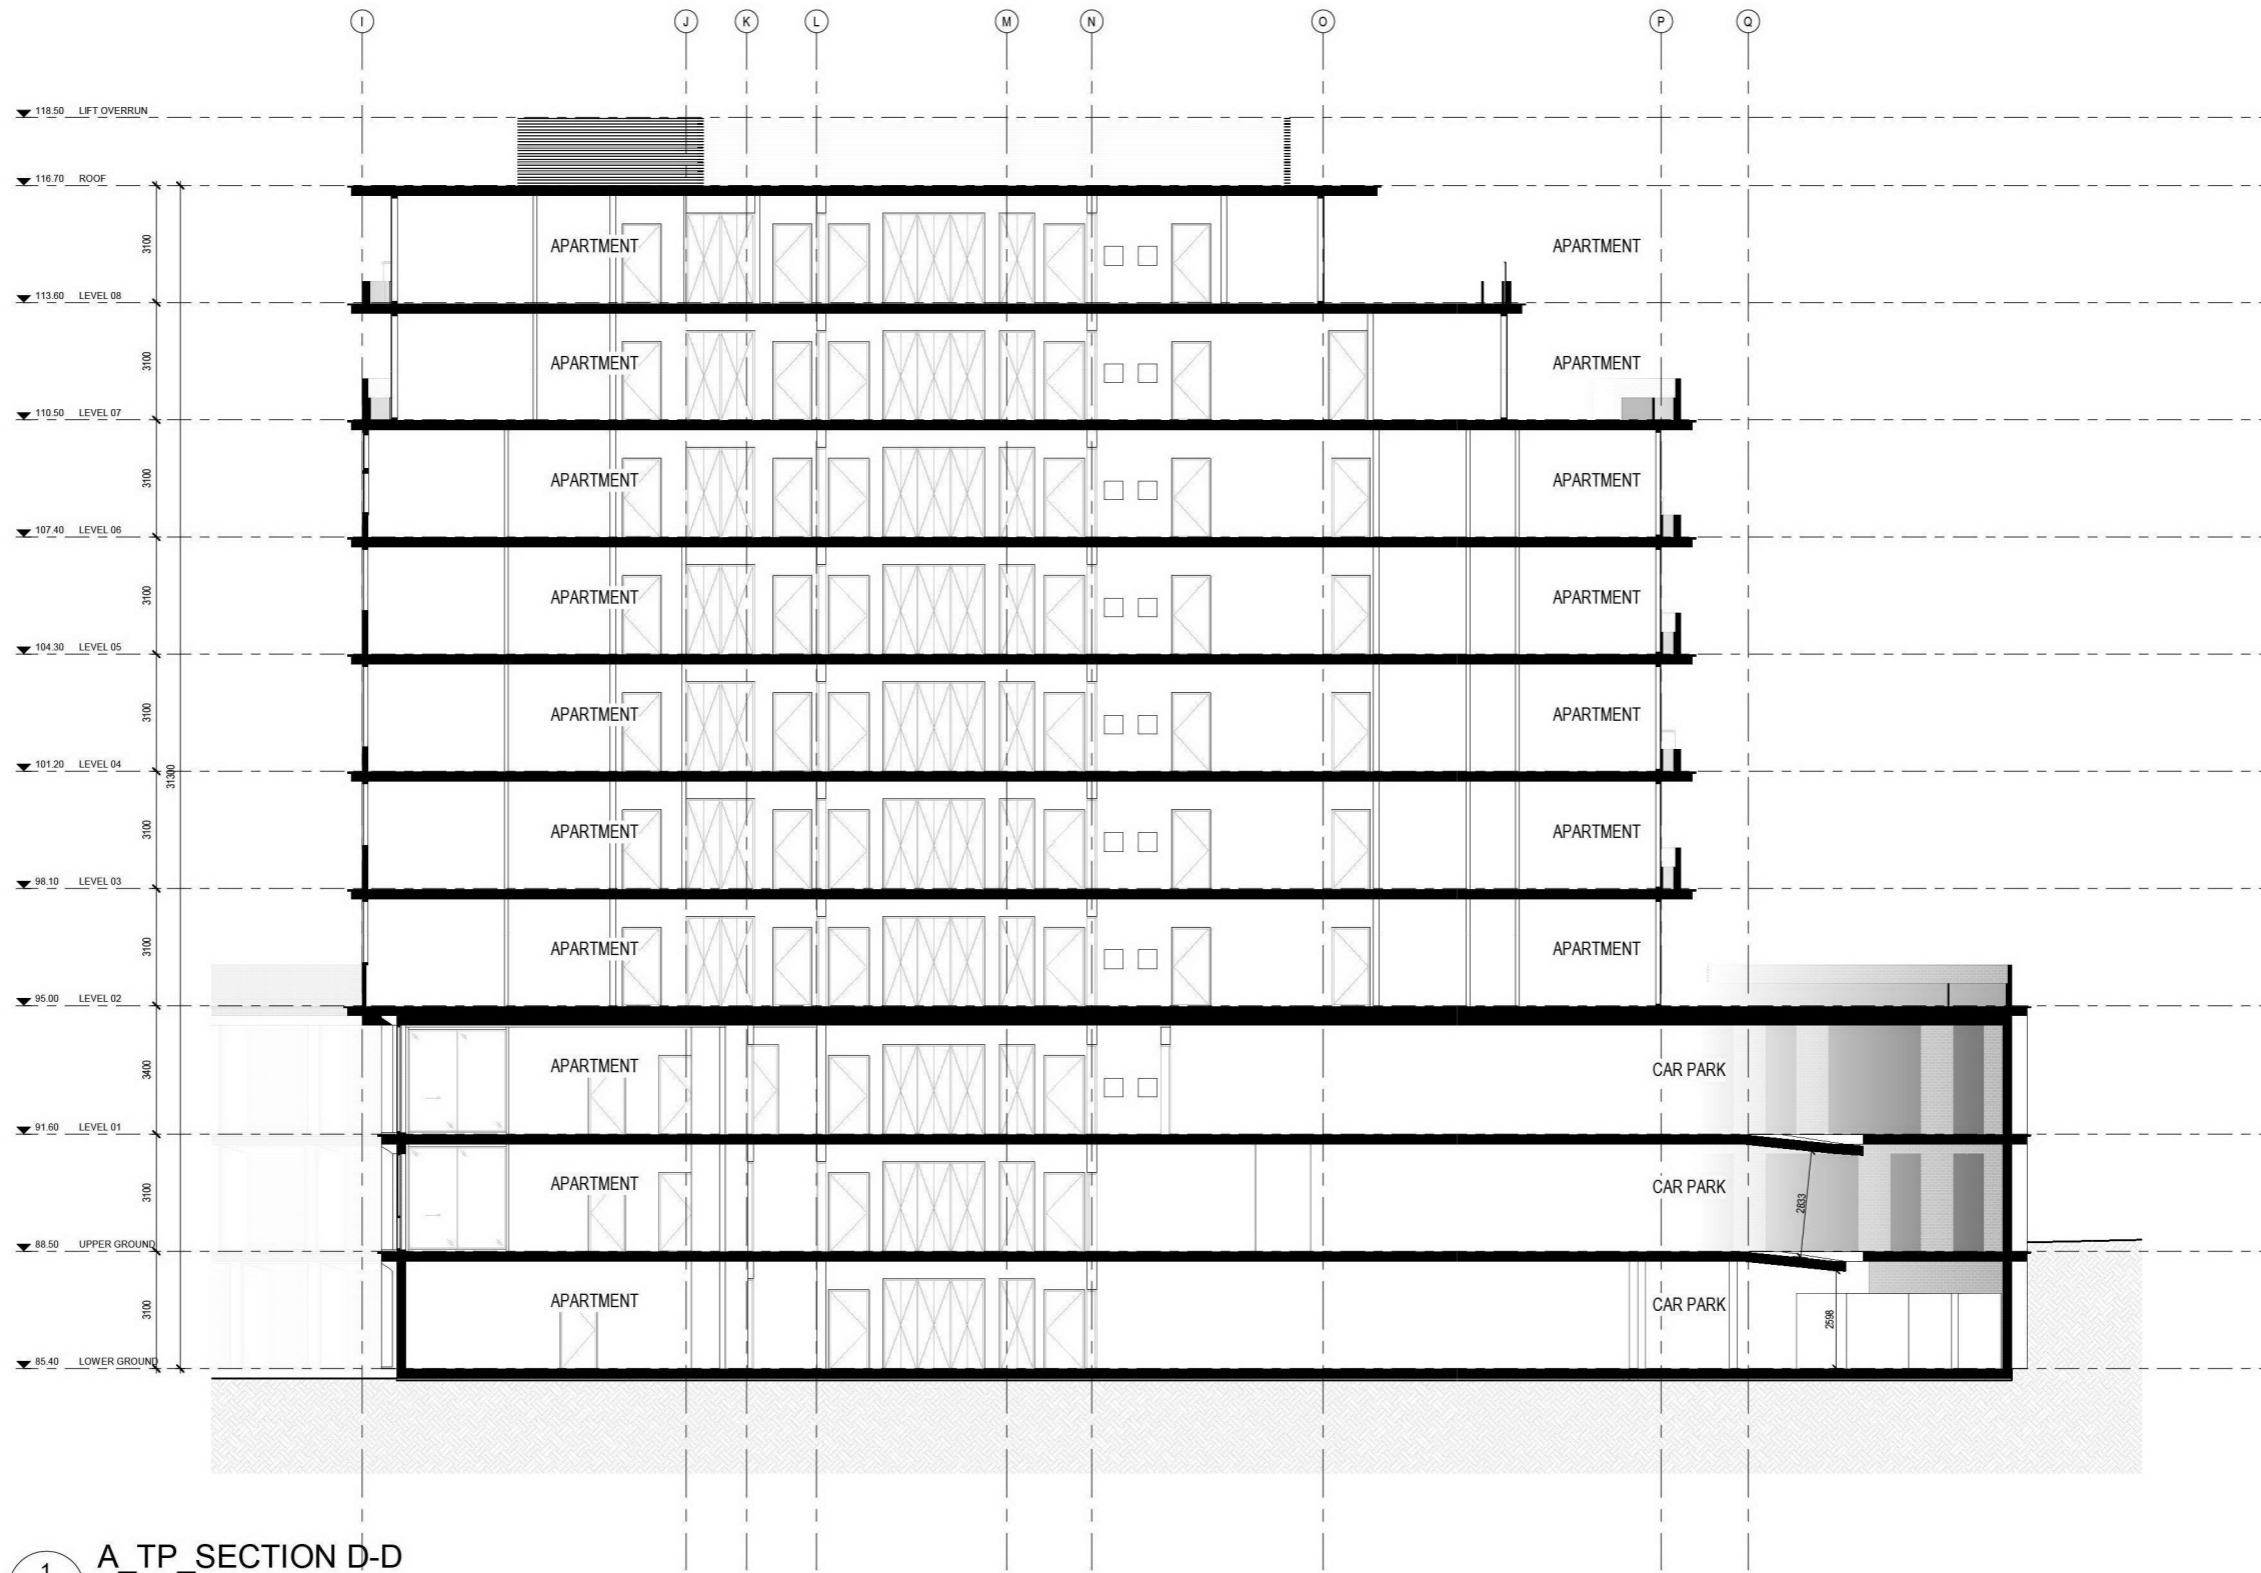 I J K L M N O P Q
118.50 LIFT OVERRUN
116.70 ROOF
3100
APARTMENT APARTMENT
113.60 LEVEL 08
3100
APARTMENT APARTMENT
110.50 LEVEL 07
3100
APARTMENT APARTMENT
107.40 LEVEL 06
3100
APARTMENT APARTMENT
104.30 LEVEL 05
3100
APARTMENT APARTMENT
101.20 LEVEL 04
31300
3100
APARTMENT APARTMENT
98.10 LEVEL 03
3100
APARTMENT APARTMENT
95.00 LEVEL 02
3400
APARTMENT CAR PARK
91.60 LEVEL 01
3100
APARTMENT CAR PARK
2833
88.50 UPPER GROUND
3100
APARTMENT CAR PARK
2598
85.40 LOWER GROUND
1 A_TP_SECTION D-D